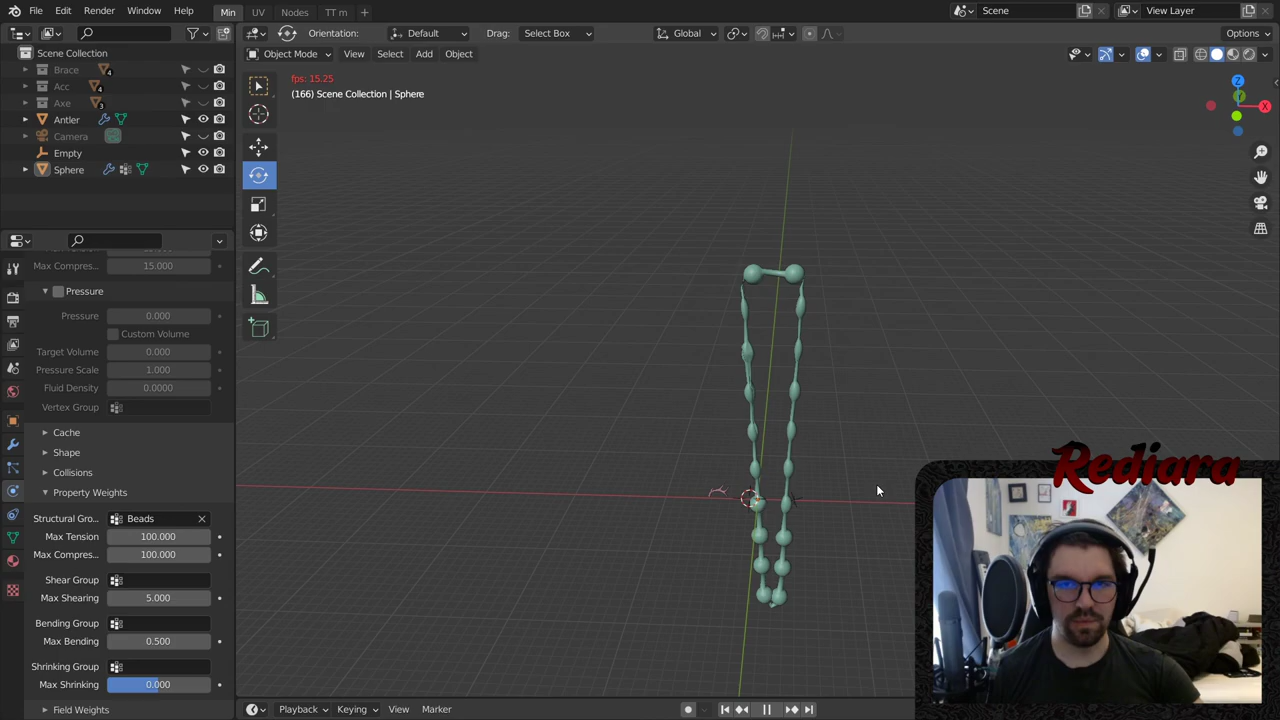 File Edit Render Window Help Min UV Nodes TT m + Scene View Layer
Orientation: Default Drag: Select Box Global Options
Scene Collection
Object Mode View Select Add Object
Brace 4
Acc 4
Axe 3
Antler
Camera
Empty
Sphere
fps: 15.25
(166) Scene Collection | Sphere
Z
Y
X
Max Compres... 15.000
Pressure
Pressure 0.000
Custom Volume
Target Volume 0.000
Pressure Scale 1.000
Fluid Density 0.0000
Vertex Group
Cache
Shape
Collisions
Property Weights
Structural Gro... Beads
Max Tension 100.000
Max Compres... 100.000
Shear Group
Max Shearing 5.000
Bending Group
Max Bending 0.500
Shrinking Group
Max Shrinking 0.000
Field Weights
Rediara
Playback Keying View Marker